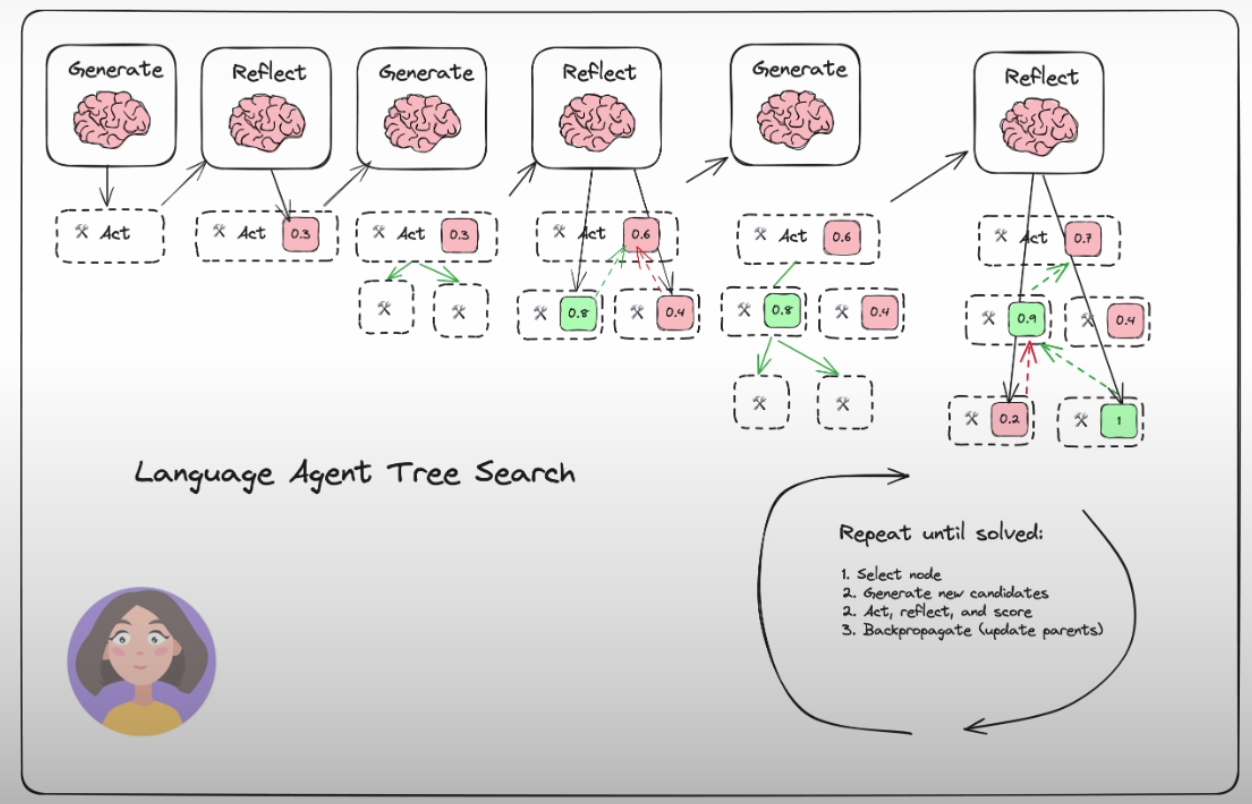 Generate
Reflect
Generate
Reflect
Generate
Reflect
Act
Act 0.3
Act 0.3
Act 0.6
0.8 0.4
Act 0.6
0.8 0.4
Act 0.7
0.9 0.4
0.2 1
Language Agent Tree Search
Repeat until solved:
1. Select node
2. Generate new candidates
2. Act, reflect, and score
3. Backpropagate (update parents)